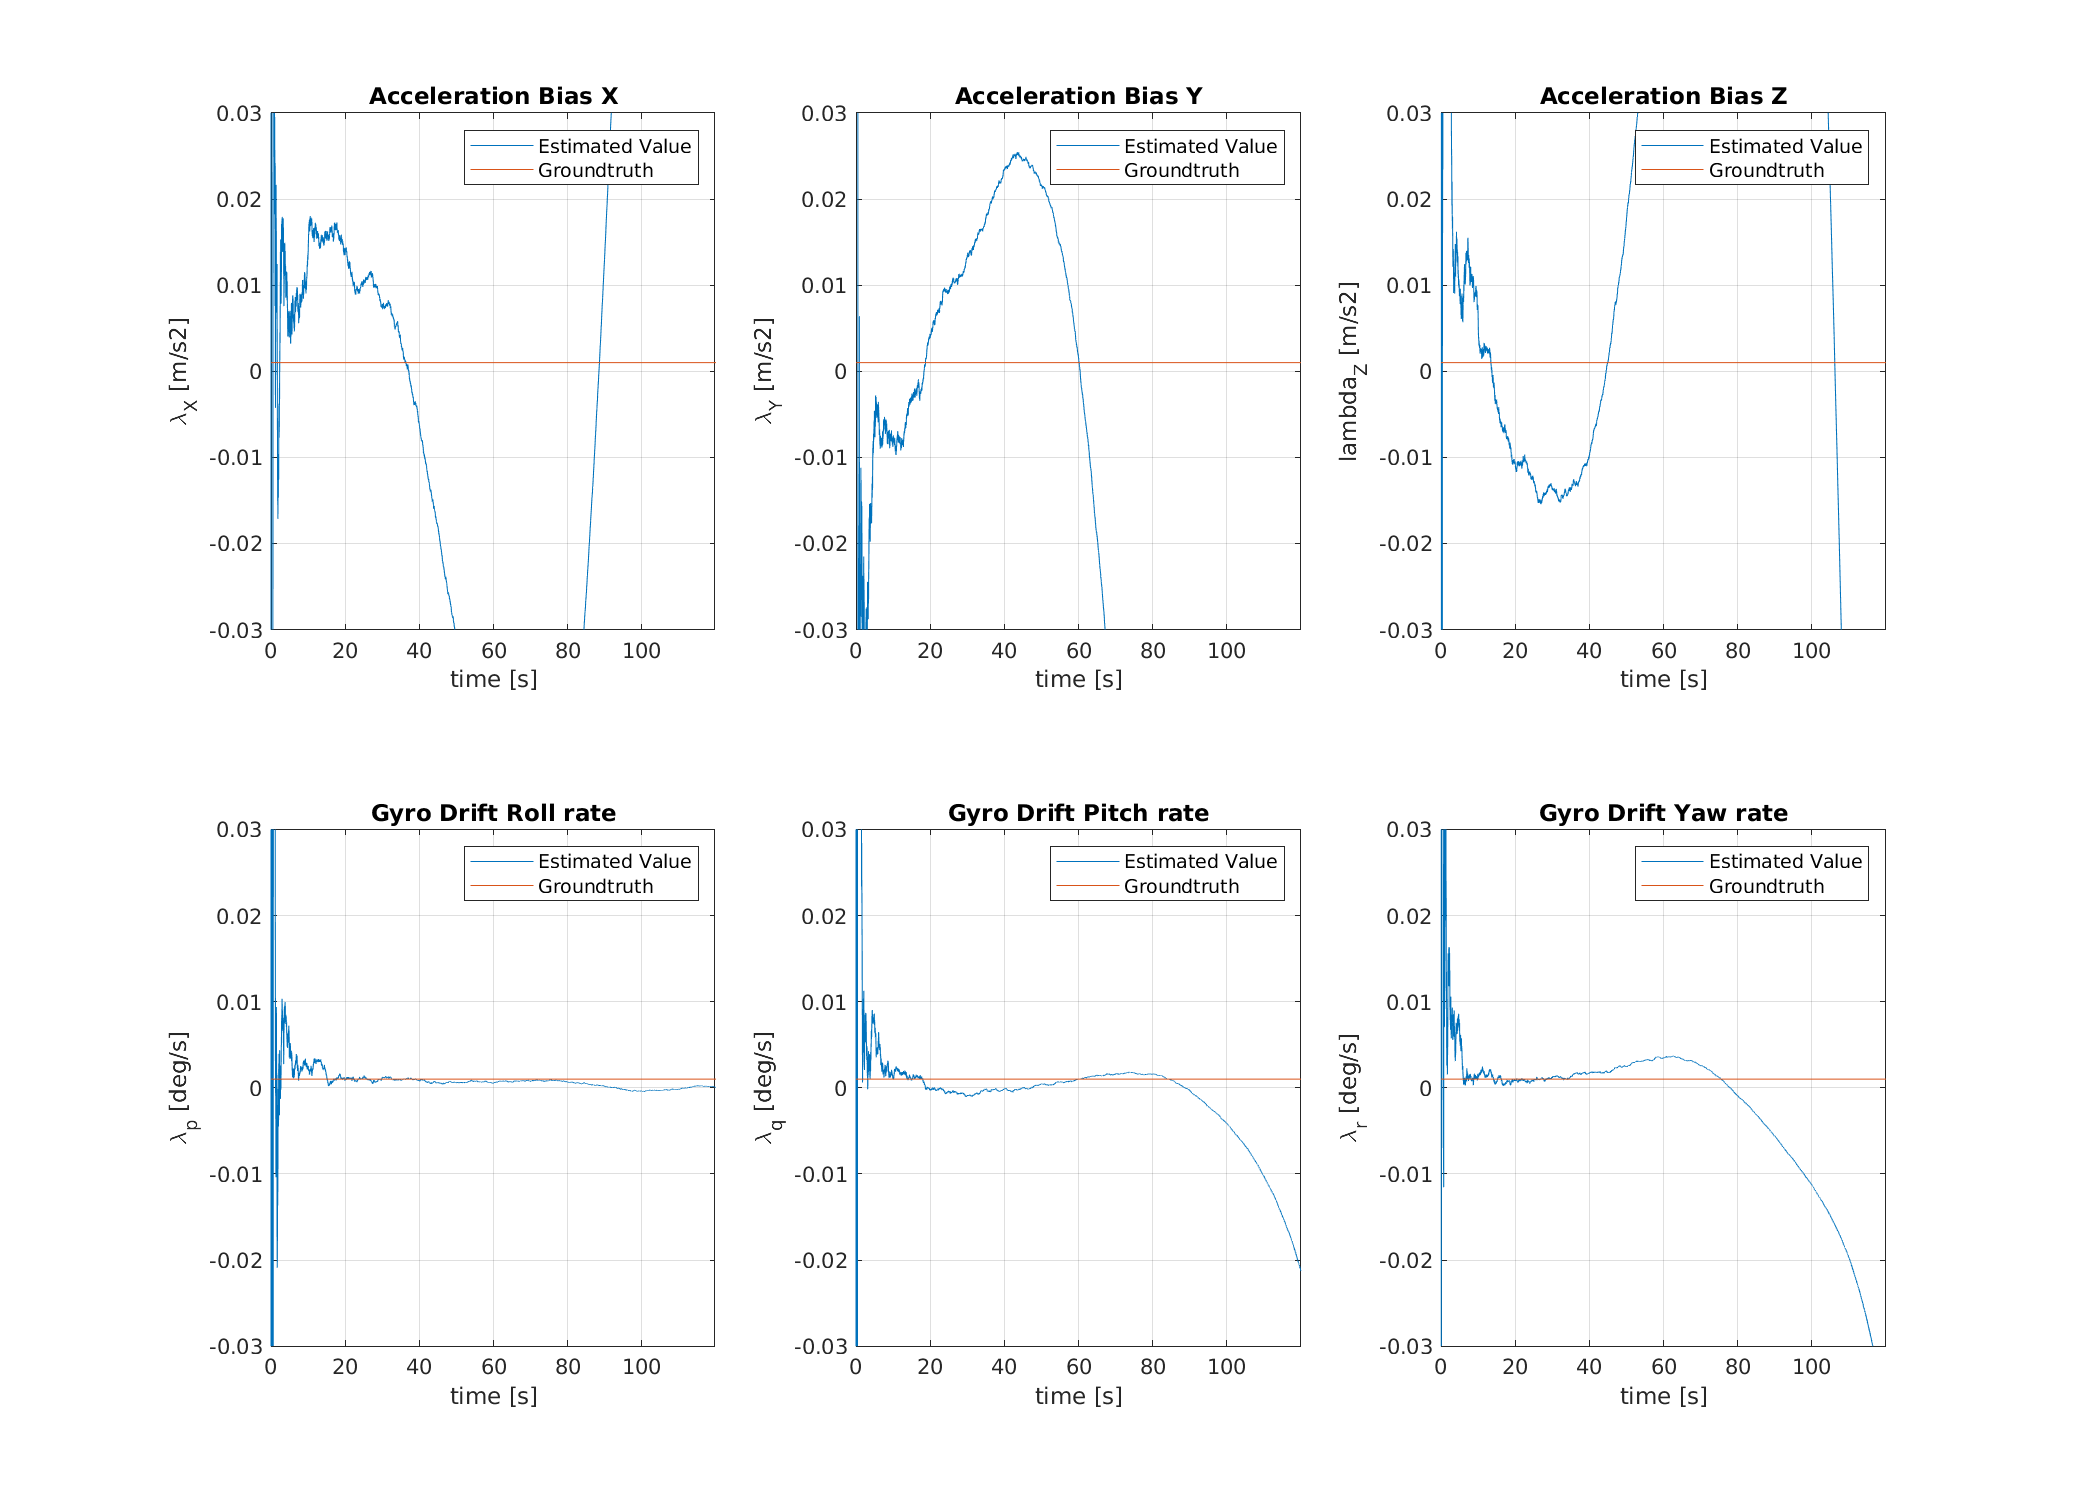 Acceleration Bias X
0.03
0.02
0.01
0
-0.01
-0.02
-0.03
λX [m/s2]
Estimated Value
Groundtruth
0 20 40 60 80 100
time [s]
Acceleration Bias Y
0.03
0.02
0.01
0
-0.01
-0.02
-0.03
λY [m/s2]
Estimated Value
Groundtruth
0 20 40 60 80 100
time [s]
Acceleration Bias Z
0.03
0.02
0.01
0
-0.01
-0.02
-0.03
lambdaZ [m/s2]
Estimated Value
Groundtruth
0 20 40 60 80 100
time [s]
Gyro Drift Roll rate
0.03
0.02
0.01
0
-0.01
-0.02
-0.03
λp [deg/s]
Estimated Value
Groundtruth
0 20 40 60 80 100
time [s]
Gyro Drift Pitch rate
0.03
0.02
0.01
0
-0.01
-0.02
-0.03
λq [deg/s]
Estimated Value
Groundtruth
0 20 40 60 80 100
time [s]
Gyro Drift Yaw rate
0.03
0.02
0.01
0
-0.01
-0.02
-0.03
λr [deg/s]
Estimated Value
Groundtruth
0 20 40 60 80 100
time [s]